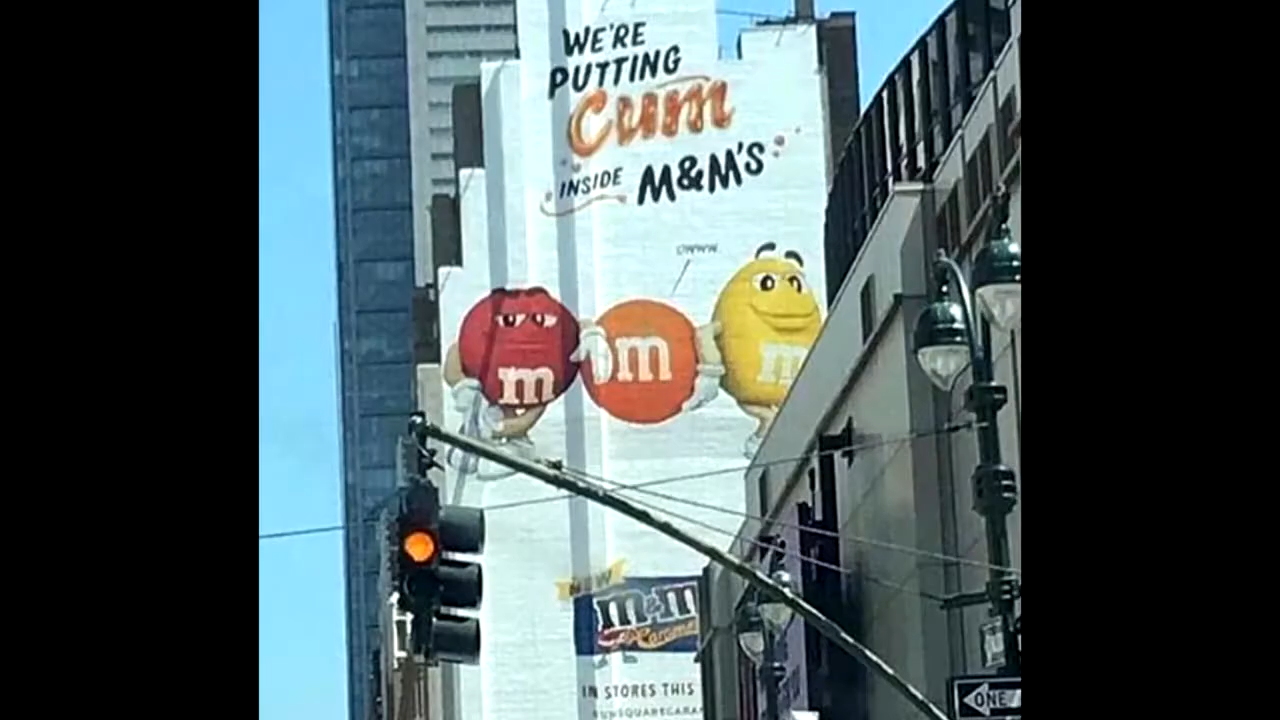 WE'RE
PUTTING
Cum
INSIDE M&M'S
m
m
m
NEW
m&m
Caramel
IN STORES THIS
ONE